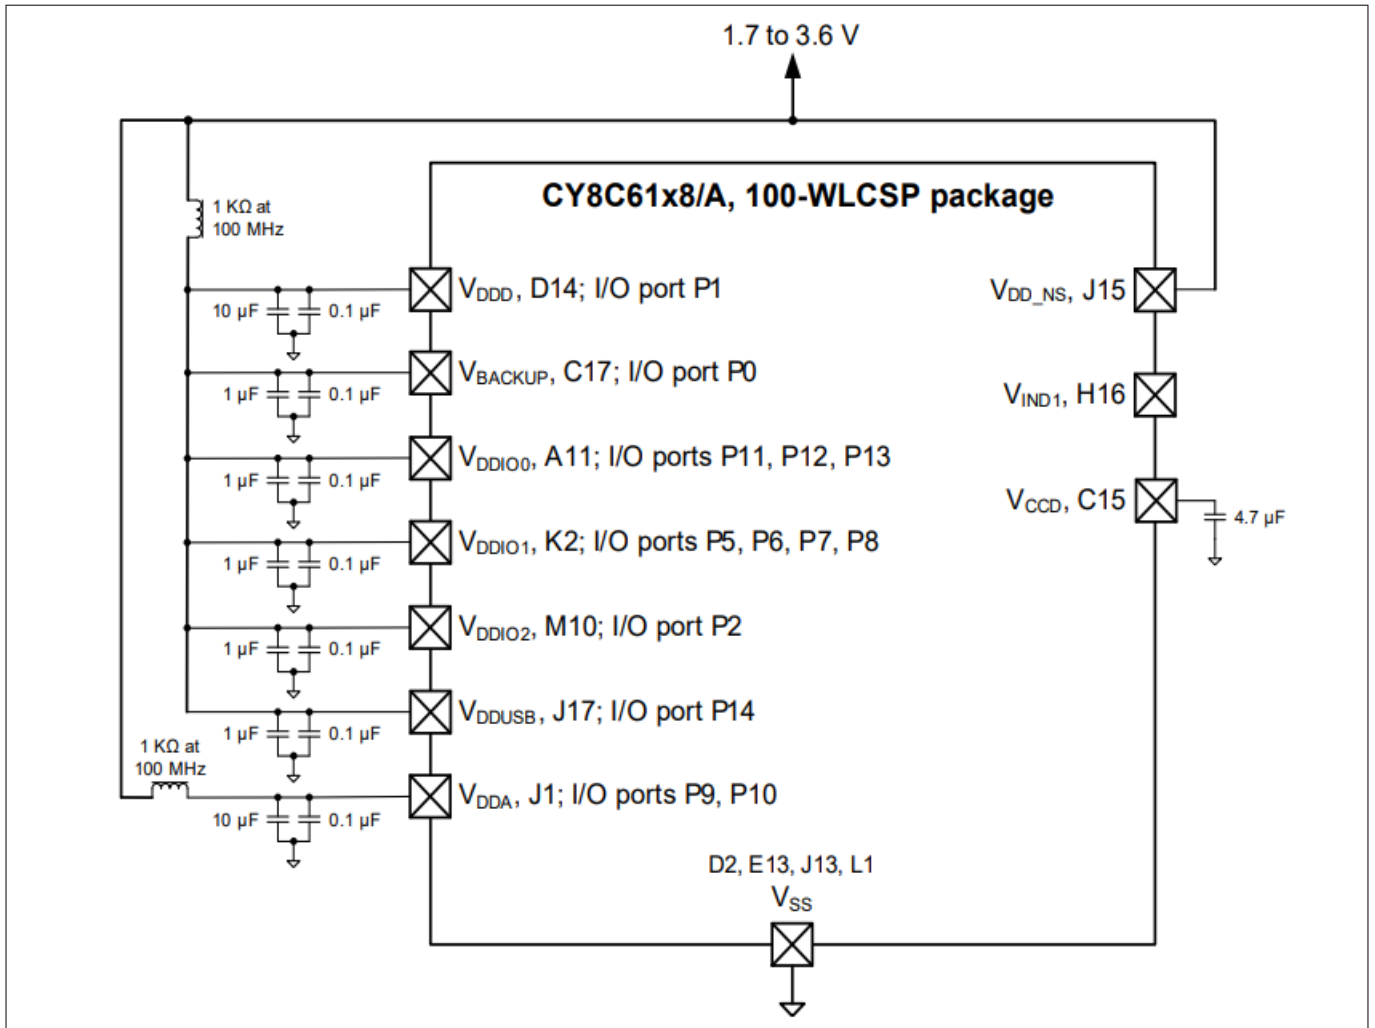 1.7 to 3.6 V
CY8C61x8/A, 100-WLCSP package
1 KΩ at
100 MHz
VDDD, D14; I/O port P1
VDD_NS, J15
10 µF
0.1 µF
VBACKUP, C17; I/O port P0
1 µF
0.1 µF
VIND1, H16
VDDIO0, A11; I/O ports P11, P12, P13
1 µF
0.1 µF
VCCD, C15
4.7 µF
VDDIO1, K2; I/O ports P5, P6, P7, P8
1 µF
0.1 µF
VDDIO2, M10; I/O port P2
1 µF
0.1 µF
VDDUSB, J17; I/O port P14
1 µF
0.1 µF
1 KΩ at
100 MHz
VDDA, J1; I/O ports P9, P10
10 µF
0.1 µF
D2, E13, J13, L1
VSS